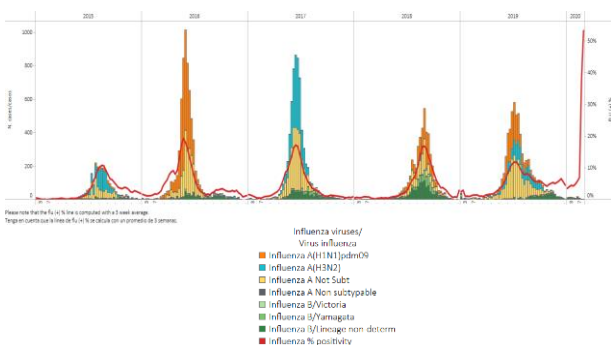 2015 2016 2017 2018 2019 2020
1000
800
600
400
200
0
50%
40%
30%
20%
10%
0%
Please note that the flu (+) % line is computed with a 3 week average.
Tenga en cuenta que la línea de flu (+) % se calcula con un promedio de 3 semanas.
Influenza viruses/
Virus influenza
Influenza A(H1N1)pdm09
Influenza A(H3N2)
Influenza A Not Subt
Influenza A Non subtypable
Influenza B/Victoria
Influenza B/Yamagata
Influenza B/Lineage non determ
Influenza % positivity